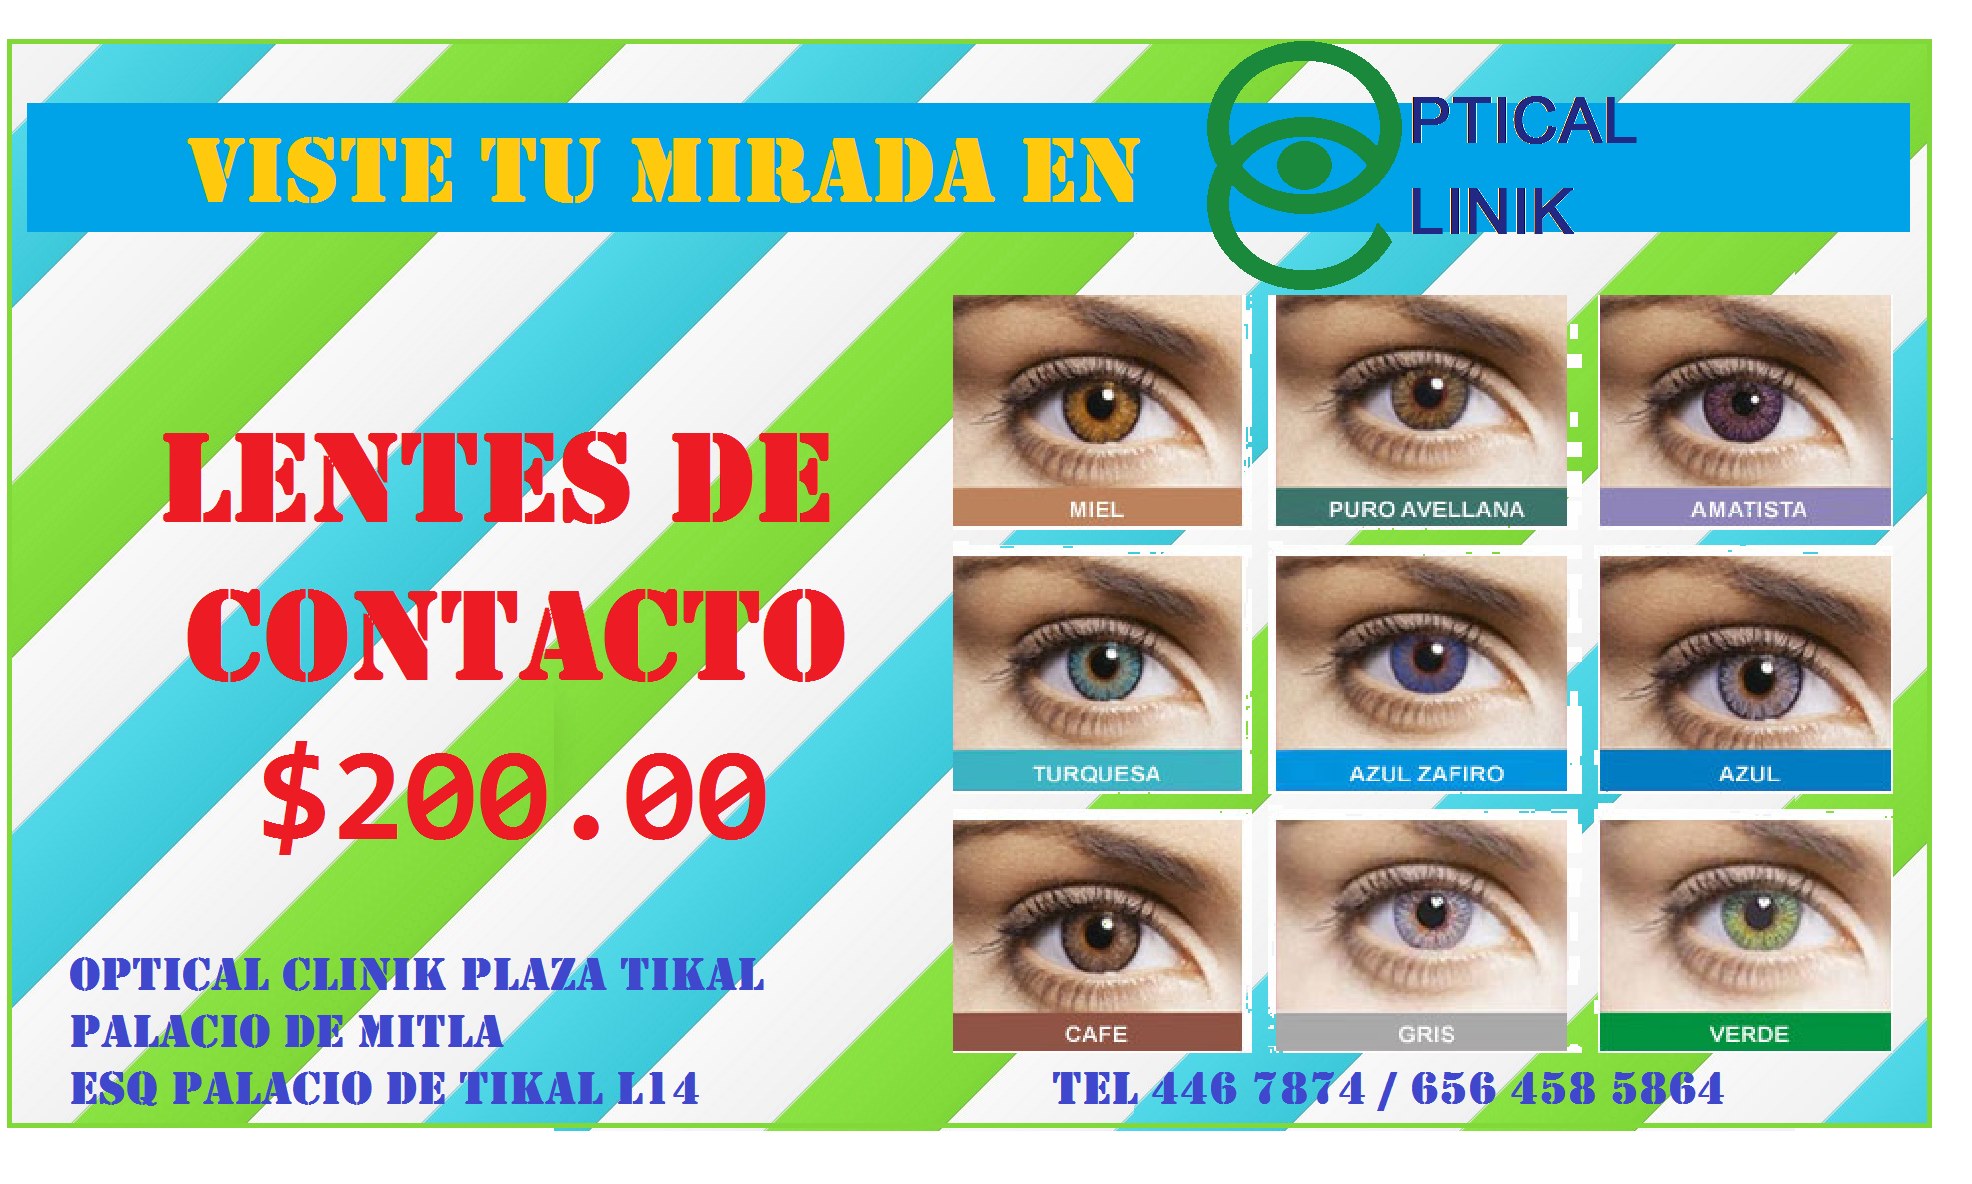 VISTE TU MIRADA EN
PTICAL
LINIK
LENTES DE
CONTACTO
$200.00
MIEL
PURO AVELLANA
AMATISTA
TURQUESA
AZUL ZAFIRO
AZUL
CAFE
GRIS
VERDE
OPTICAL CLINIK PLAZA TIKAL
PALACIO DE MITLA
ESQ PALACIO DE TIKAL L14
TEL 446 7874 / 656 458 5864